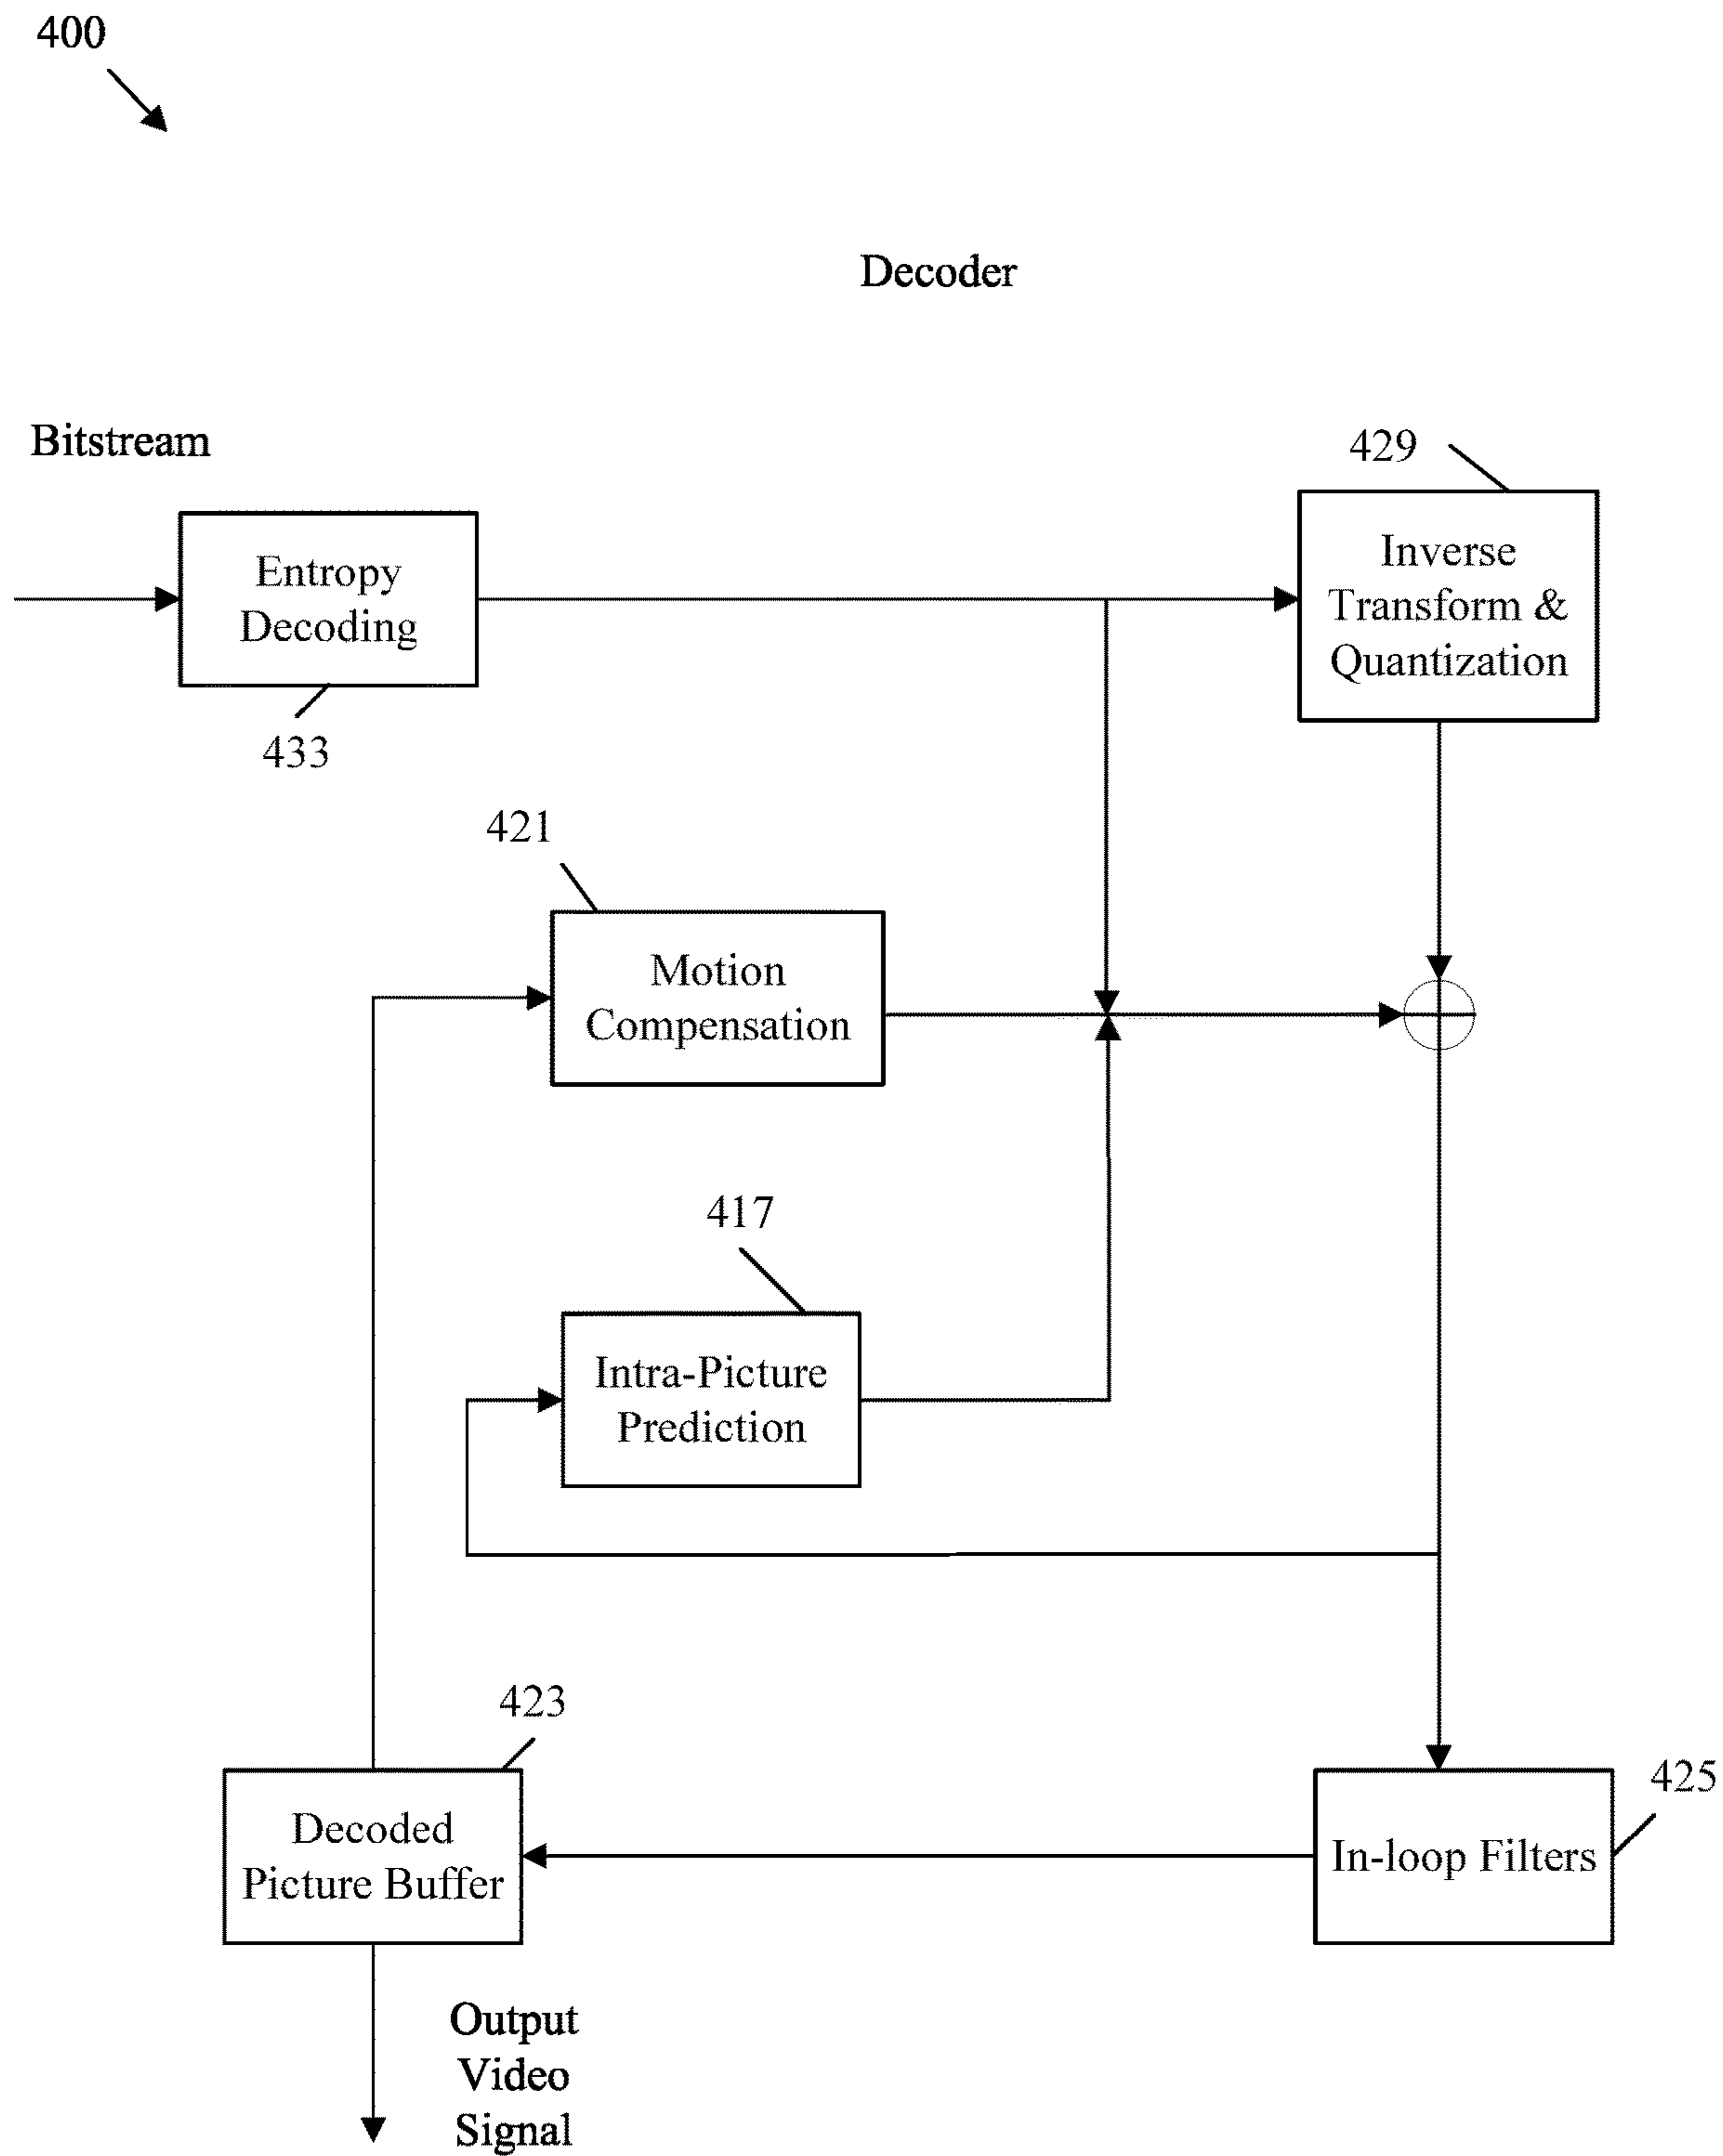 400
Decoder
Bitstream
429
Entropy
Decoding
Inverse
Transform &
Quantization
433
421
Motion
Compensation
417
Intra-Picture
Prediction
423
425
Decoded
Picture Buffer
In-loop Filters
Output
Video
Signal